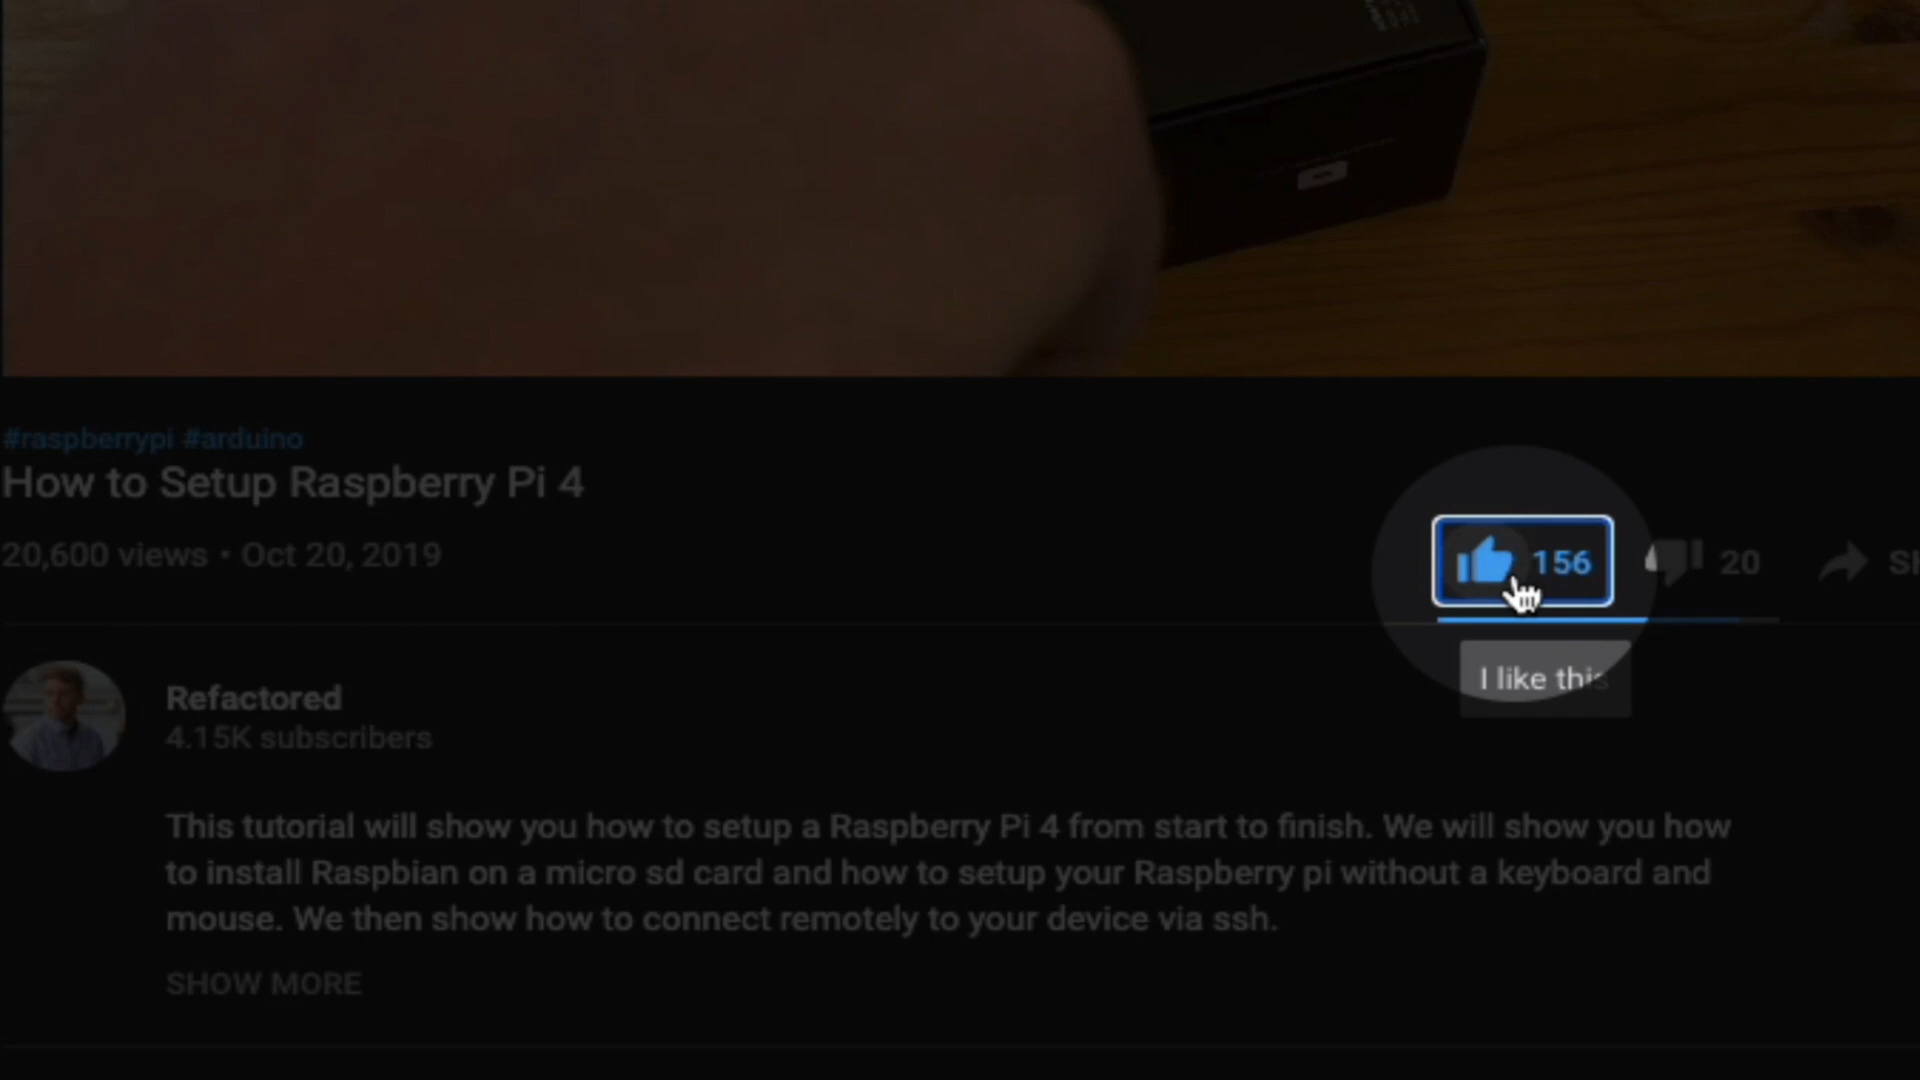 #raspberrypi #arduino
How to Setup Raspberry Pi 4
20,600 views • Oct 20, 2019
156
20
I like this
Refactored
4.15K subscribers
This tutorial will show you how to setup a Raspberry Pi 4 from start to finish. We will show you how
to install Raspbian on a micro sd card and how to setup your Raspberry pi without a keyboard and
mouse. We then show how to connect remotely to your device via ssh.
SHOW MORE